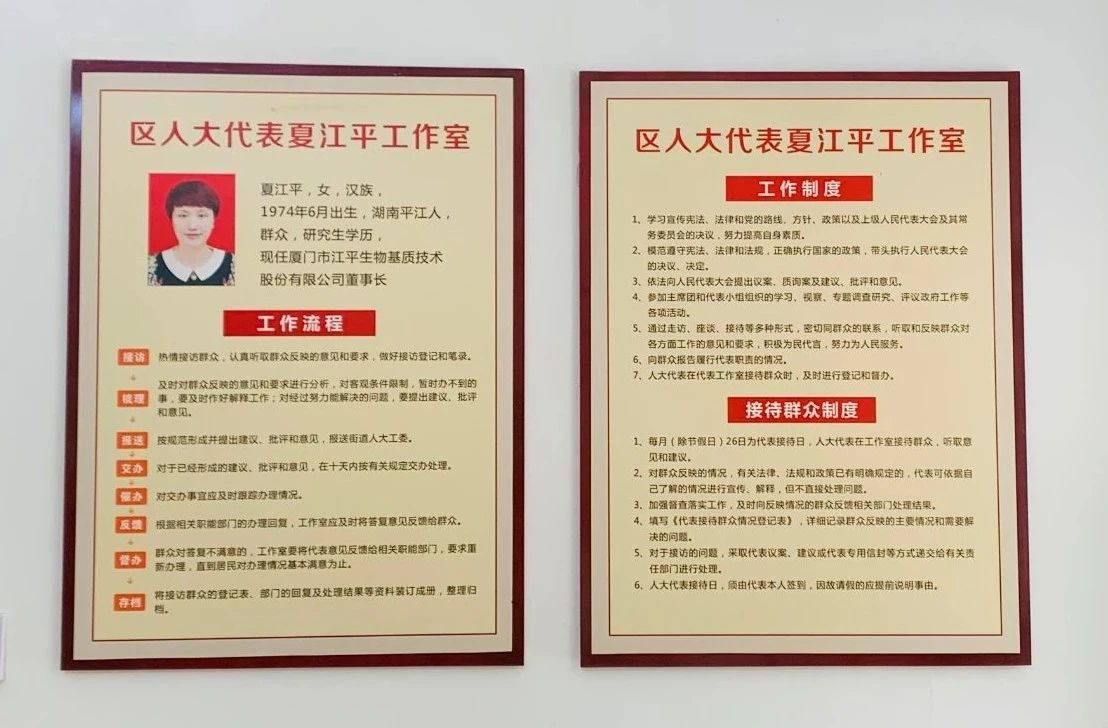 区人大代表夏江平工作室
夏江平，女，汉族，
1974年6月出生，湖南平江人，
群众，研究生学历，
现任厦门市江平生物基质技术
股份有限公司董事长
工作流程
接访 热情接访群众，认真听取群众反映的意见和要求，做好接访登记和笔录。
及时对群众反映的意见和要求进行分析，对客观条件限制，暂时办不到的
梳理 事，要及时作好解释工作；对经过努力能解决的问题，要提出建议、批评
和意见。
报送 按规范形成并提出建议、批评和意见，报送街道人大工委。
交办 对于已经形成的建议、批评和意见，在十天内按有关规定交办处理。
催办 对交办事宜应及时跟踪办理情况。
反馈 根据相关职能部门的办理回复，工作室应及时将答复意见反馈给群众。
群众对答复不满意的，工作室要将代表意见反馈给相关职能部门，要求重
督办 新办理，直到居民对办理情况基本满意为止。
将接访群众的登记表、部门的回复及处理结果等资料装订成册，整理归
存档 档。
区人大代表夏江平工作室
工作制度
1、学习宣传宪法、法律和党的路线、方针、政策以及上级人民代表大会及其常
务委员会的决议，努力提高自身素质。
2、模范遵守宪法、法律和法规，正确执行国家的政策，带头执行人民代表大会
的决议、决定。
3、依法向人民代表大会提出议案、质询案及建议、批评和意见。
4、参加主席团和代表小组组织的学习、视察、专题调查研究、评议政府工作等
各项活动。
5、通过走访、座谈、接待等多种形式，密切同群众的联系，听取和反映群众对
各方面工作的意见和要求，积极为民代言，努力为人民服务。
6、向群众报告履行代表职责的情况。
7、人大代表在代表工作室接待群众时，及时进行登记和督办。
接待群众制度
1、每月（除节假日）26日为代表接待日，人大代表在工作室接待群众，听取意
见和建议。
2、对群众反映的情况，有关法律、法规和政策已有明确规定的，代表可依据自
己了解的情况进行宣传、解释，但不直接处理问题。
3、加强督查落实工作，及时向反映情况的群众反馈相关部门处理结果。
4、填写《代表接待群众情况登记表》，详细记录群众反映的主要情况和需要解
决的问题。
5、对于接访的问题，采取代表议案、建议或代表专用信封等方式递交给有关责
任部门进行处理。
6、人大代表接待日，须由代表本人签到，因故请假的应提前说明事由。